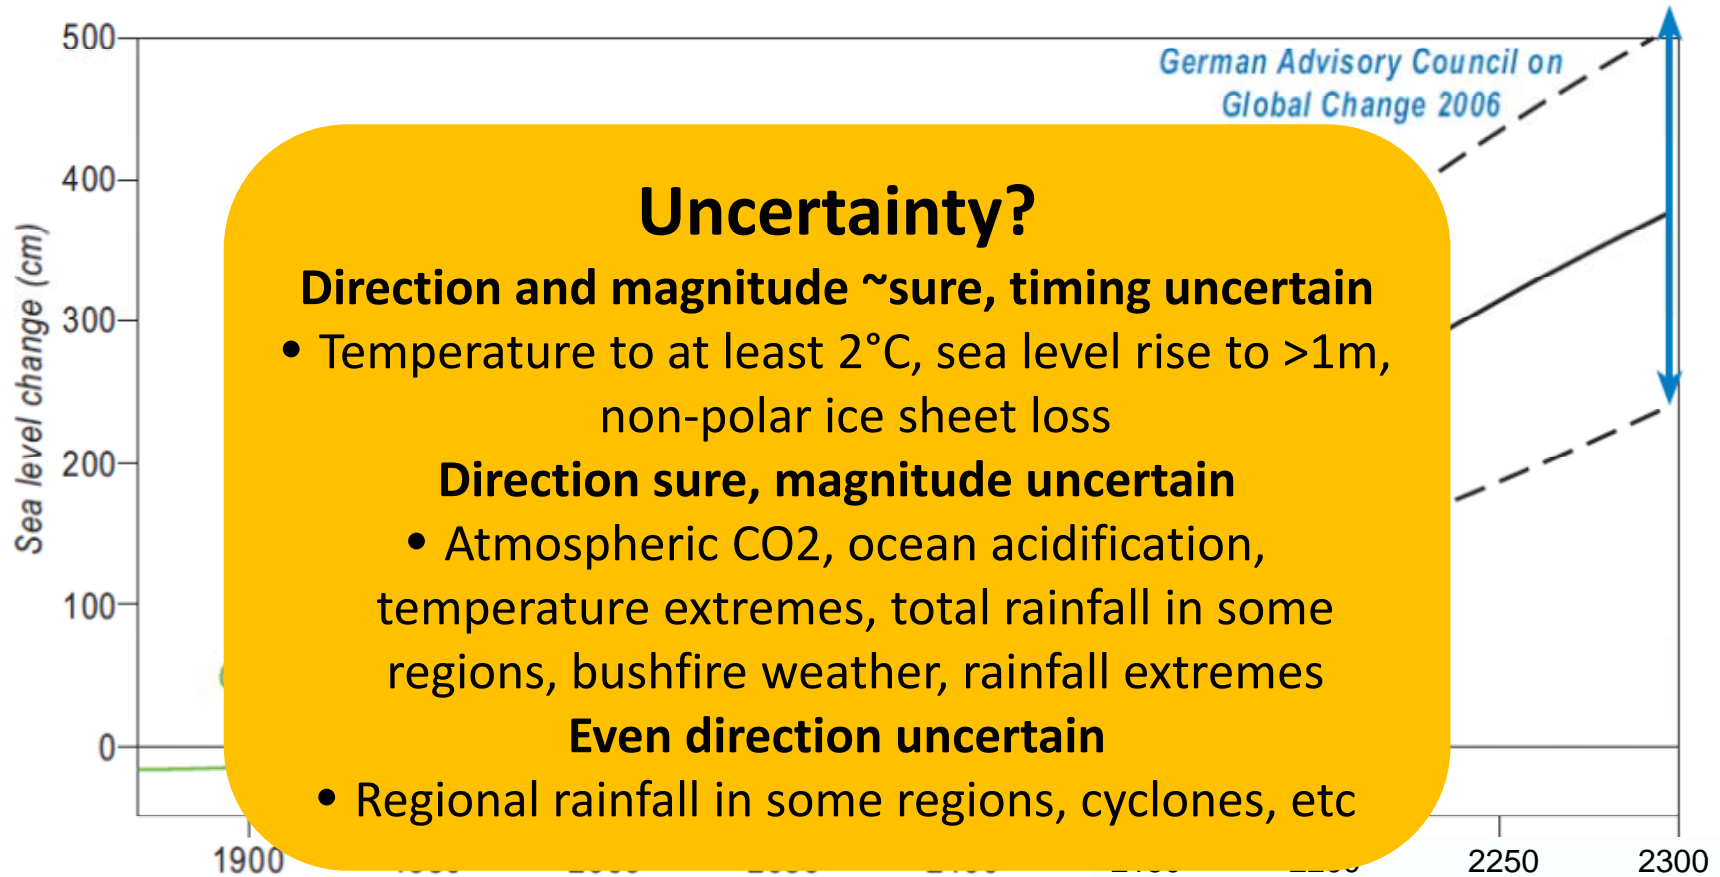 500
German Advisory Council on
Global Change 2006
400
300
200
100
0
Sea level change (cm)
Uncertainty?
Direction and magnitude ~sure, timing uncertain
• Temperature to at least 2°C, sea level rise to >1m,
non-polar ice sheet loss
Direction sure, magnitude uncertain
• Atmospheric CO2, ocean acidification,
temperature extremes, total rainfall in some
regions, bushfire weather, rainfall extremes
Even direction uncertain
• Regional rainfall in some regions, cyclones, etc
1900
2250
2300